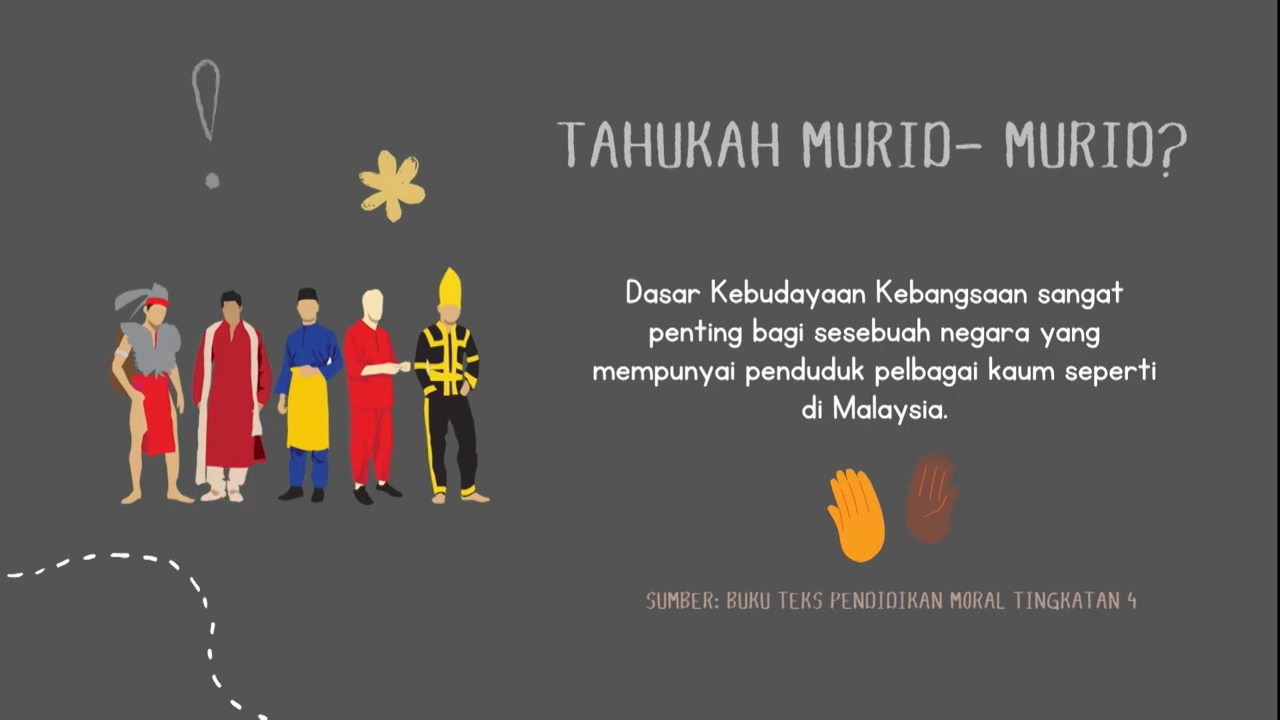 TAHUKAH MURID- MURID?
Dasar Kebudayaan Kebangsaan sangat
penting bagi sesebuah negara yang
mempunyai penduduk pelbagai kaum seperti
di Malaysia.
SUMBER: BUKU TEKS PENDIDIKAN MORAL TINGKATAN 4